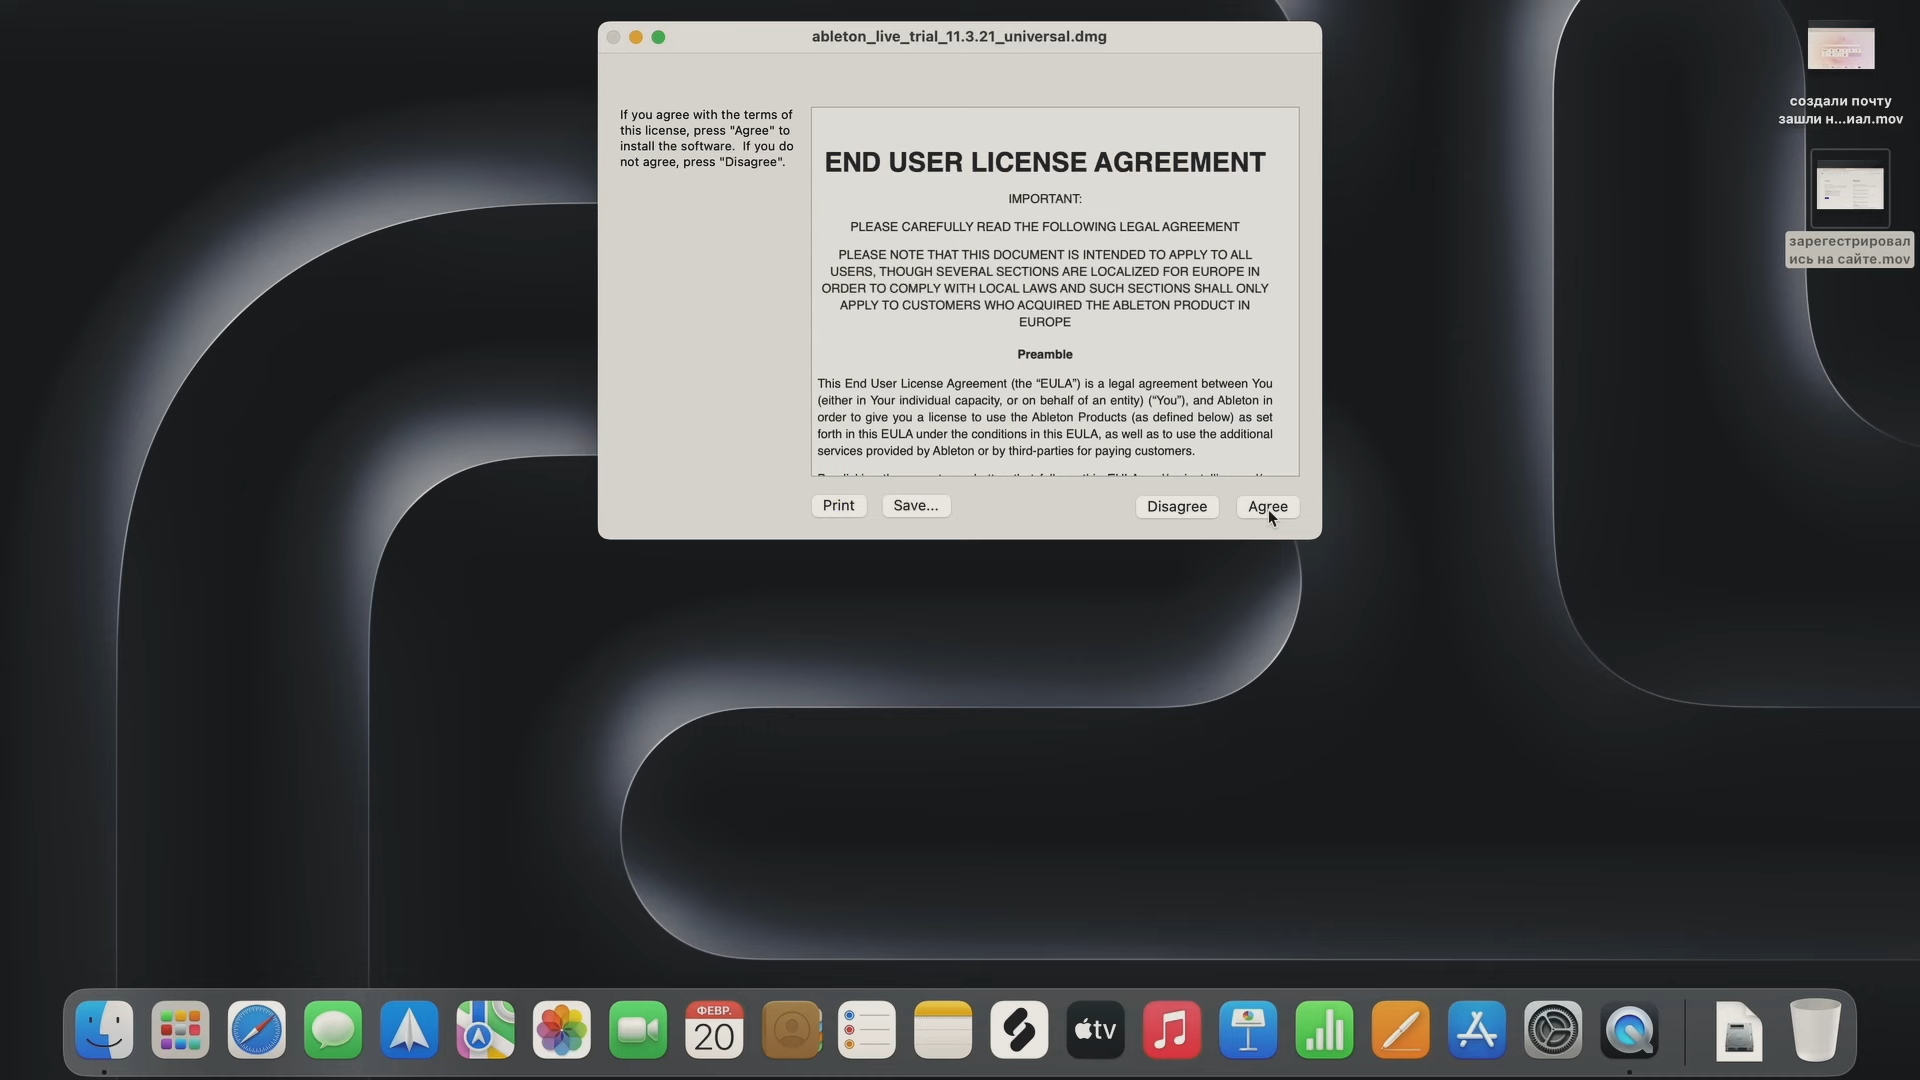 ableton_live_trial_11.3.21_universal.dmg
If you agree with the terms of
this license, press "Agree" to
install the software.  If you do
not agree, press "Disagree".
END USER LICENSE AGREEMENT
IMPORTANT:
PLEASE CAREFULLY READ THE FOLLOWING LEGAL AGREEMENT
PLEASE NOTE THAT THIS DOCUMENT IS INTENDED TO APPLY TO ALL
USERS, THOUGH SEVERAL SECTIONS ARE LOCALIZED FOR EUROPE IN
ORDER TO COMPLY WITH LOCAL LAWS AND SUCH SECTIONS SHALL ONLY
APPLY TO CUSTOMERS WHO ACQUIRED THE ABLETON PRODUCT IN
EUROPE
Preamble
This End User License Agreement (the “EULA”) is a legal agreement between You
(either in Your individual capacity, or on behalf of an entity) (“You”), and Ableton in
order to give you a license to use the Ableton Products (as defined below) as set
forth in this EULA under the conditions in this EULA, as well as to use the additional
services provided by Ableton or by third-parties for paying customers.
Print
Save...
Disagree
Agree
создали почту
зашли н...иал.mov
зарегестрировал
ись на сайте.mov
ФЕВР.
20
tv